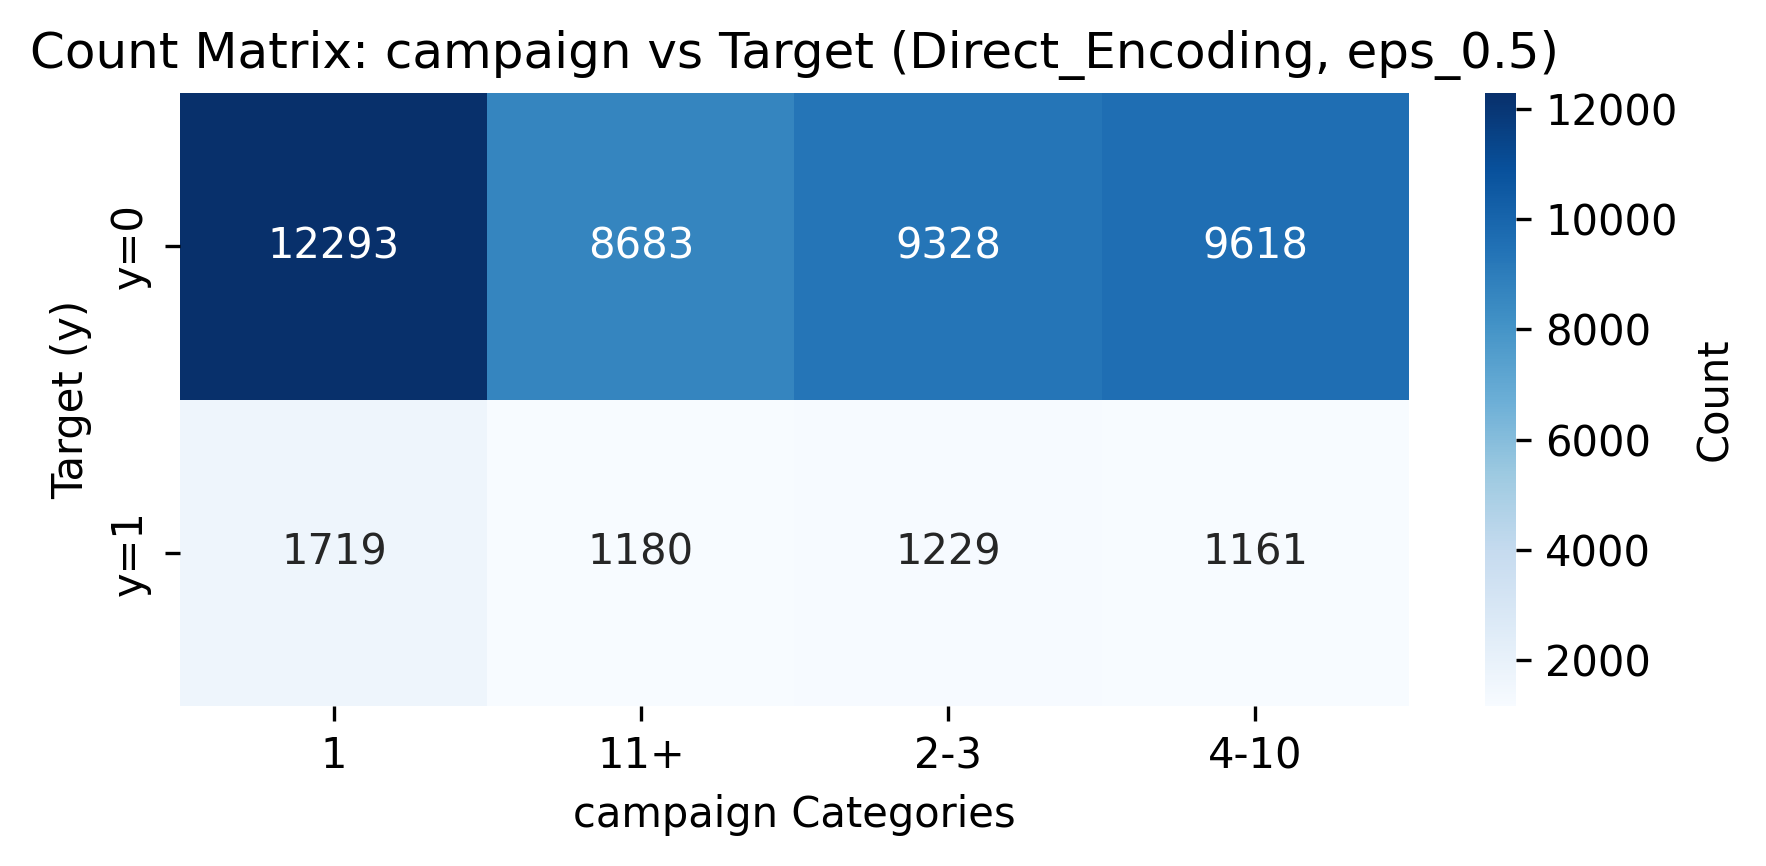 Count Matrix: campaign vs Target (Direct_Encoding, eps_0.5)
Target (y)
y=0
12293 8683 9328 9618
y=1
1719 1180 1229 1161
1 11+ 2-3 4-10
campaign Categories
12000
10000
8000
6000
4000
2000
Count